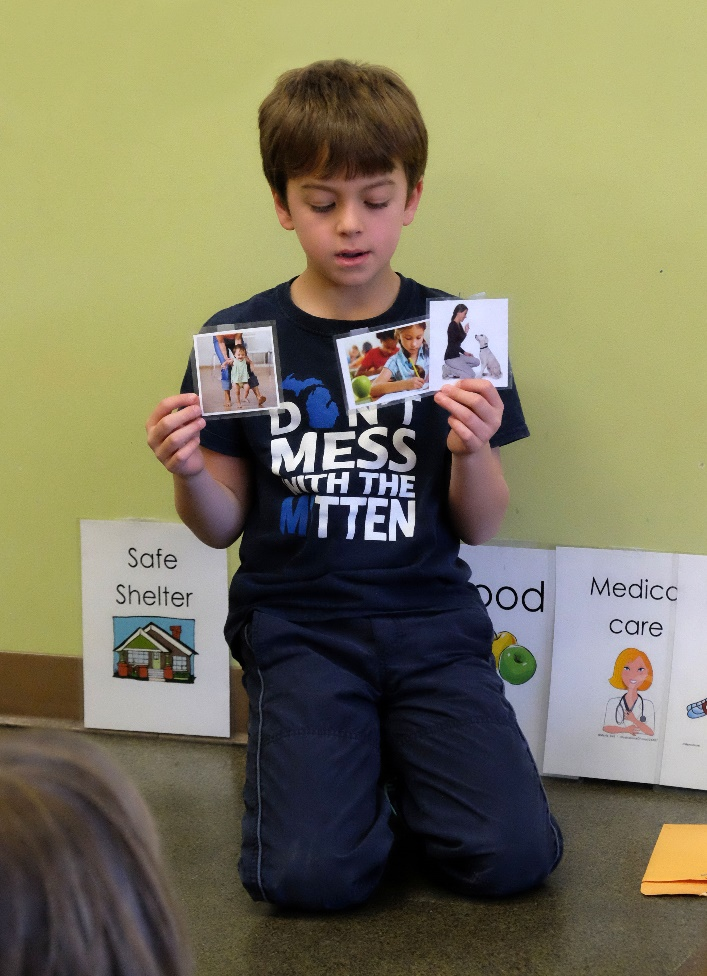 DON'T
MESS
WITH THE
MITTEN
Safe
Shelter
ood
Medic
care